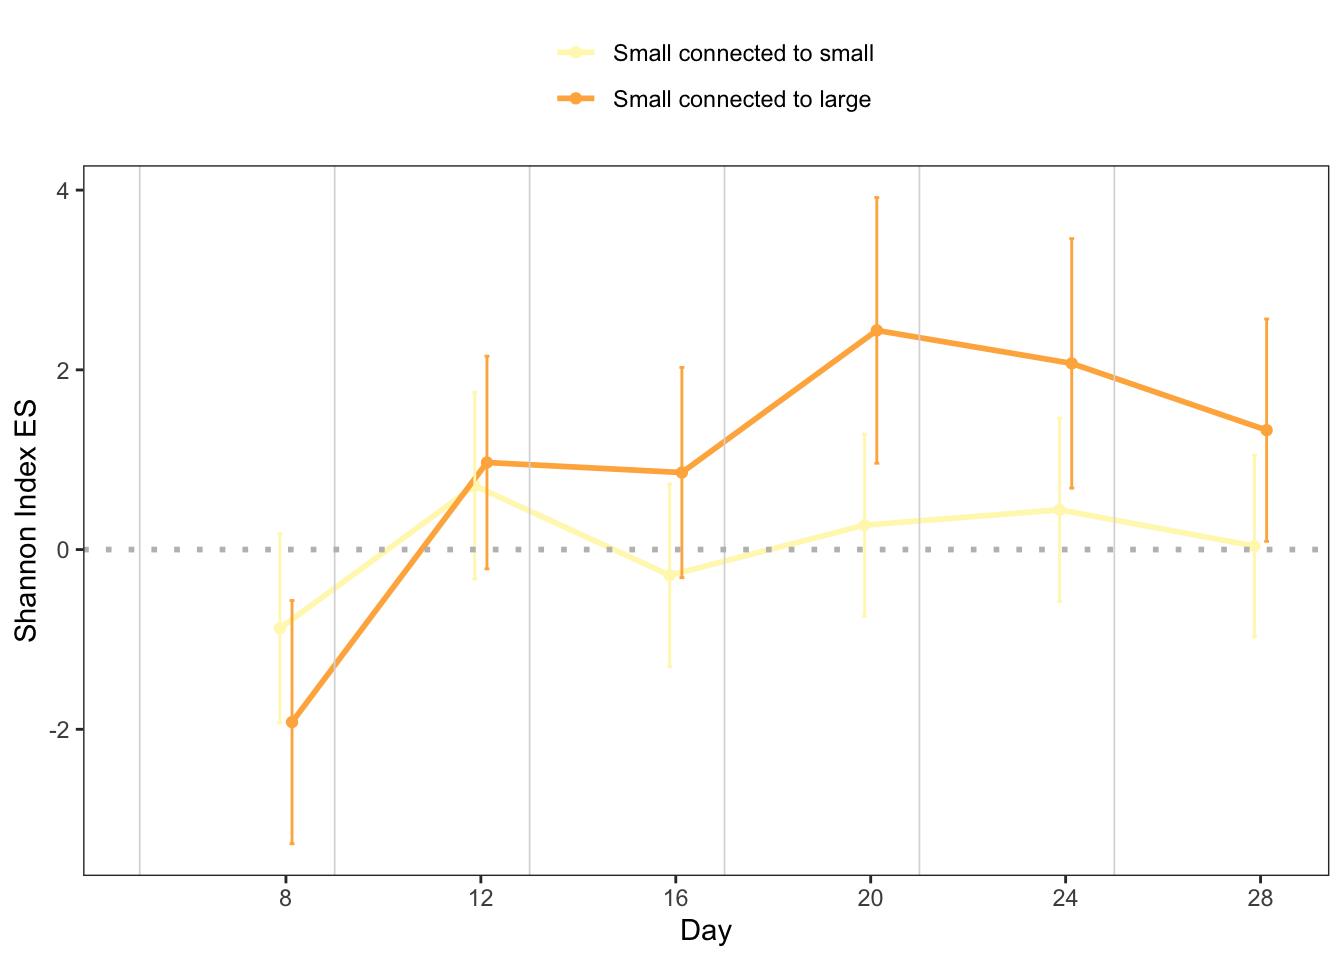 Small connected to small
Small connected to large
Shannon Index ES
4
2
0
-2
8 12 16 20 24 28
Day